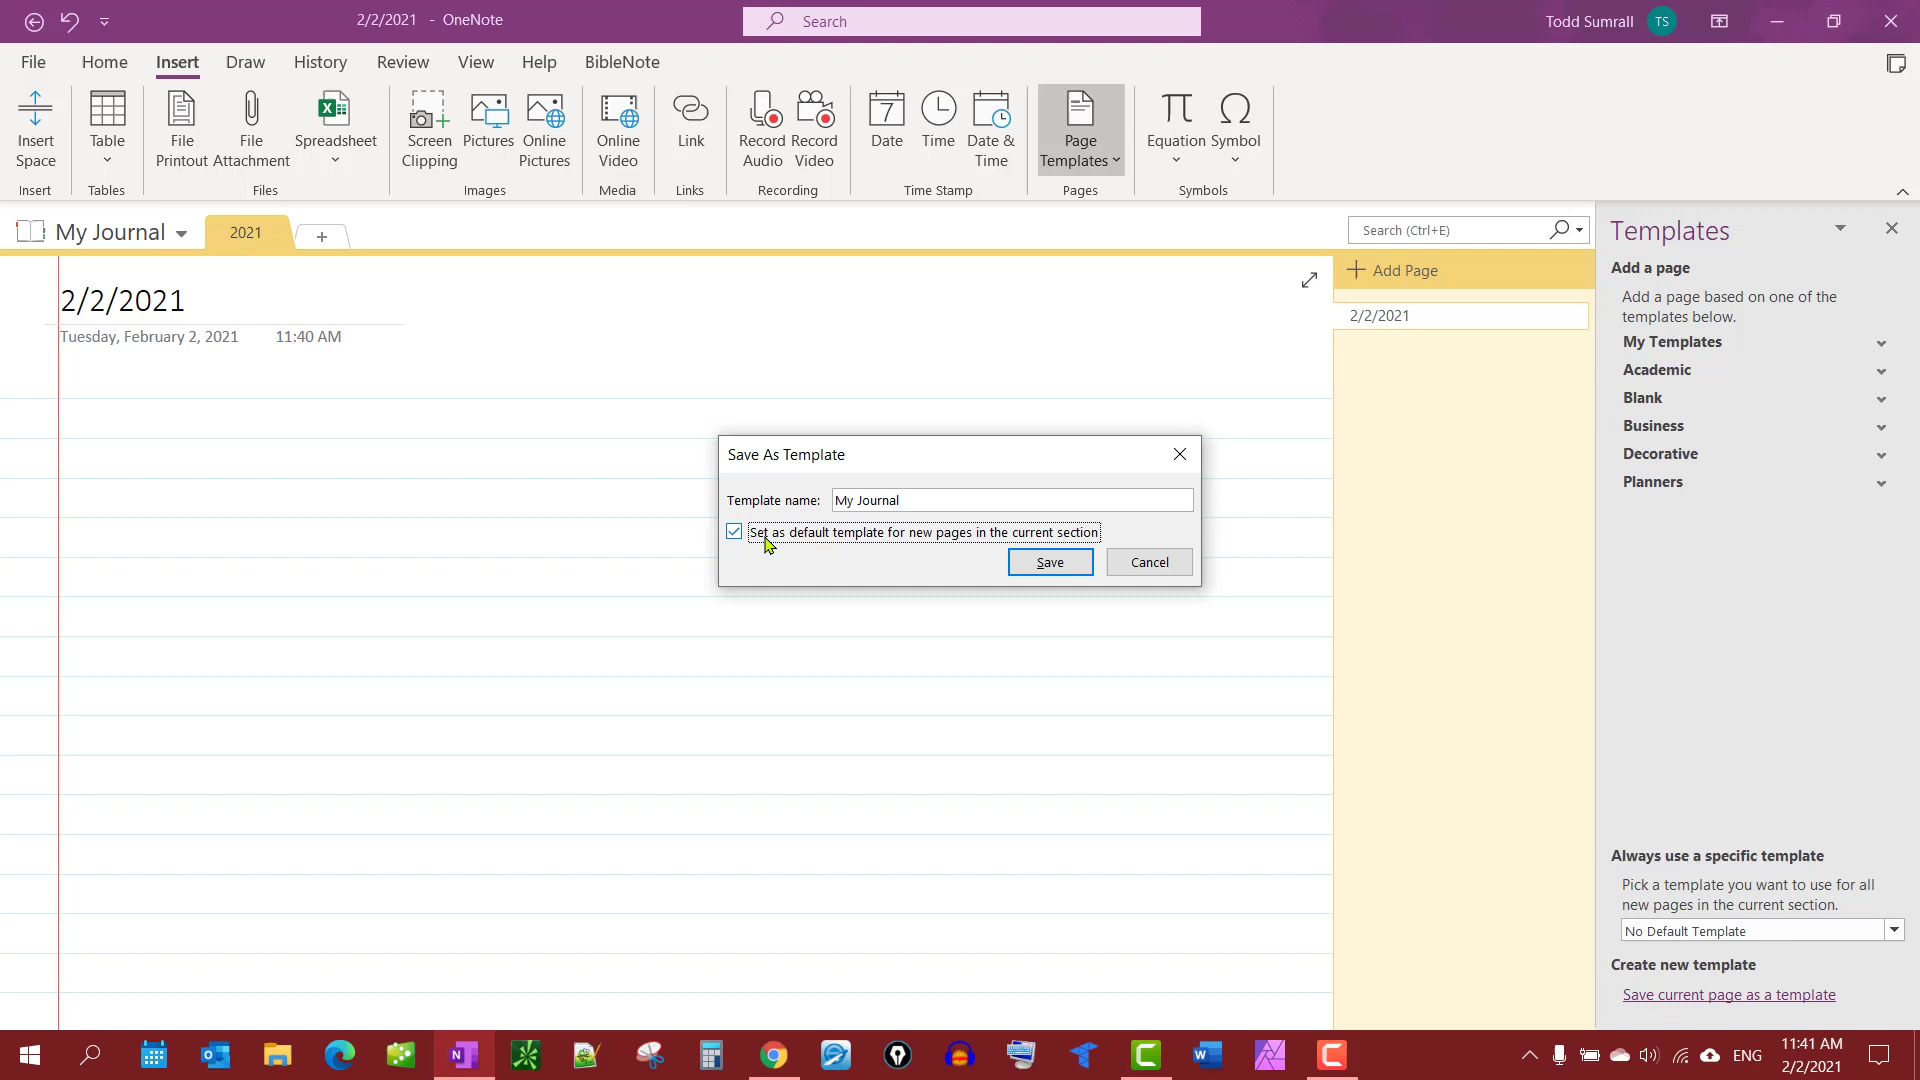 2/2/2021 - OneNote
Search
Todd Sumrall
TS
File
Home
Insert
Draw
History
Review
View
Help
BibleNote
Insert
Space
Table
File
Printout
File
Attachment
Spreadsheet
Screen
Clipping
Pictures
Online
Pictures
Online
Video
Link
Record
Audio
Record
Video
7
Date
Time
Date &
Time
Page
Templates
π
Equation
Ω
Symbol
Insert
Tables
Files
Images
Media
Links
Recording
Time Stamp
Pages
Symbols
My Journal
2021
+
Search (Ctrl+E)
2/2/2021
Tuesday, February 2, 2021
11:40 AM
Add Page
2/2/2021
Save As Template
Template name:
My Journal
Set as default template for new pages in the current section
Save
Cancel
Templates
Add a page
Add a page based on one of the
templates below.
My Templates
Academic
Blank
Business
Decorative
Planners
Always use a specific template
Pick a template you want to use for all
new pages in the current section.
No Default Template
Create new template
Save current page as a template
ENG
11:41 AM
2/2/2021